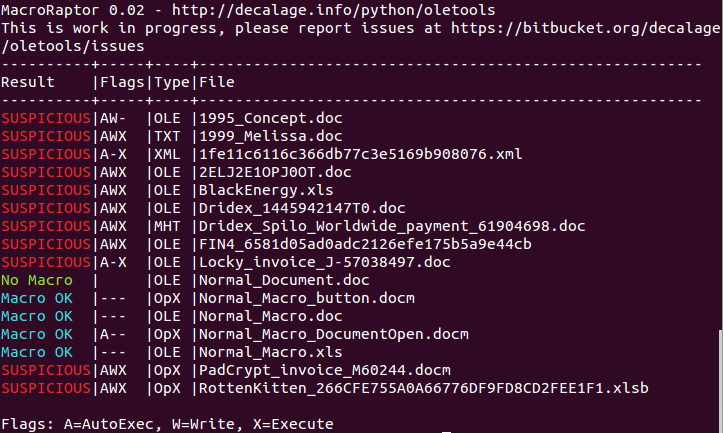 MacroRaptor 0.02 - http://decalage.info/python/oletools
This is work in progress, please report issues at https://bitbucket.org/decalage
/oletools/issues
----------+-----+----+--------------------------------------------------------
Result    |Flags|Type|File
----------+-----+----+--------------------------------------------------------
SUSPICIOUS|AW-  |OLE |1995_Concept.doc
SUSPICIOUS|AWX  |TXT |1999_Melissa.doc
SUSPICIOUS|A-X  |XML |1fe11c6116c366db77c3e5169b908076.xml
SUSPICIOUS|AWX  |OLE |2ELJ2E1OPJ0OT.doc
SUSPICIOUS|AWX  |OLE |BlackEnergy.xls
SUSPICIOUS|AWX  |OLE |Dridex_1445942147T0.doc
SUSPICIOUS|AWX  |MHT |Dridex_Spilo_Worldwide_payment_61904698.doc
SUSPICIOUS|AWX  |OLE |FIN4_6581d05ad0adc2126efe175b5a9e44cb
SUSPICIOUS|A-X  |OLE |Locky_invoice_J-57038497.doc
No Macro  |     |OLE |Normal_Document.doc
Macro OK  |---  |OpX |Normal_Macro_button.docm
Macro OK  |---  |OLE |Normal_Macro.doc
Macro OK  |A--  |OpX |Normal_Macro_DocumentOpen.docm
Macro OK  |---  |OLE |Normal_Macro.xls
SUSPICIOUS|AWX  |OpX |PadCrypt_invoice_M60244.docm
SUSPICIOUS|AWX  |OpX |RottenKitten_266CFE755A0A66776DF9FD8CD2FEE1F1.xlsb
Flags: A=AutoExec, W=Write, X=Execute